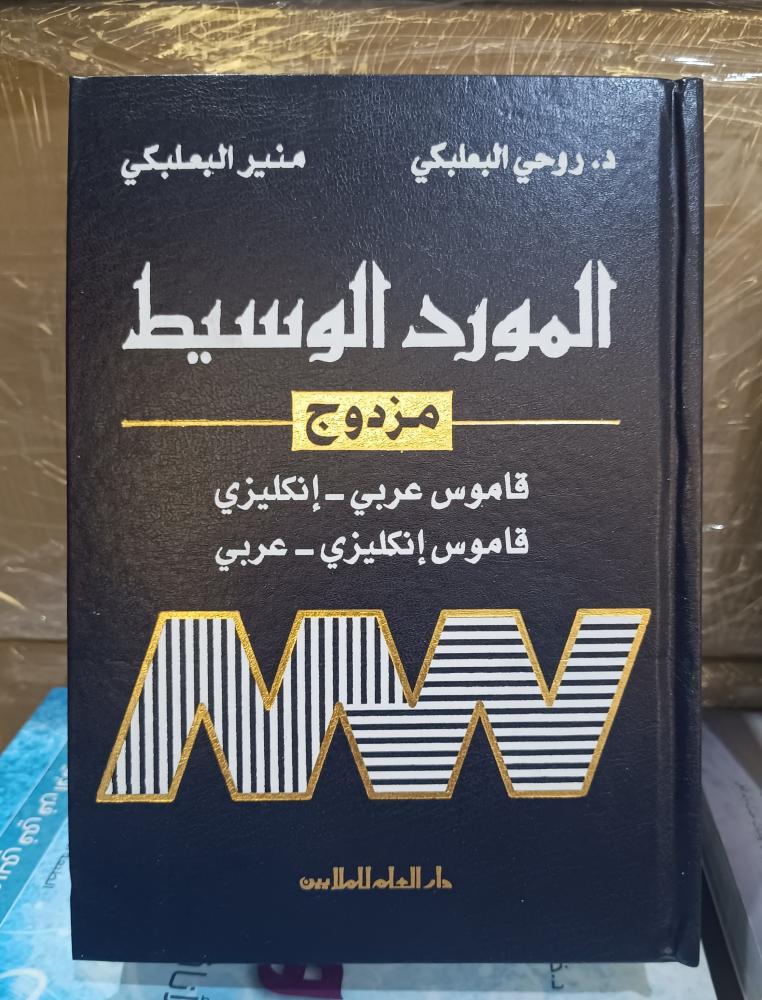 د. روحي البعلبكي منير البعلبكي
المورد الوسيط
مزدوج
قاموس عربي - إنكليزي
قاموس إنكليزي - عربي
دار العلم للملايين